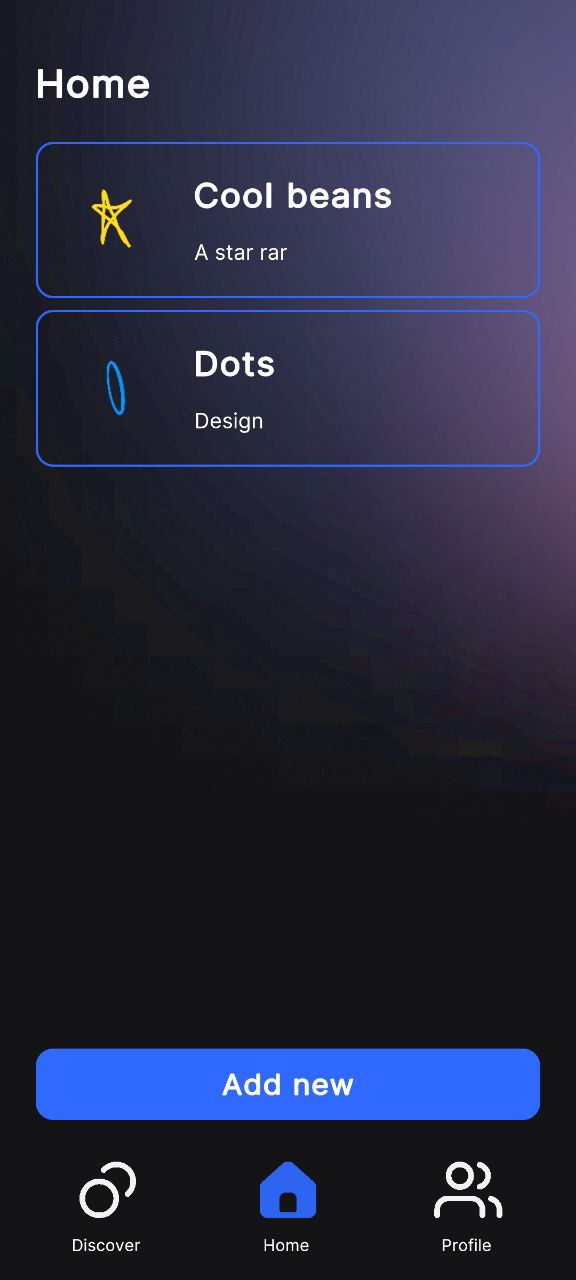 Home
Cool beans
A star rar
Dots
Design
Add new
Discover
Home
Profile